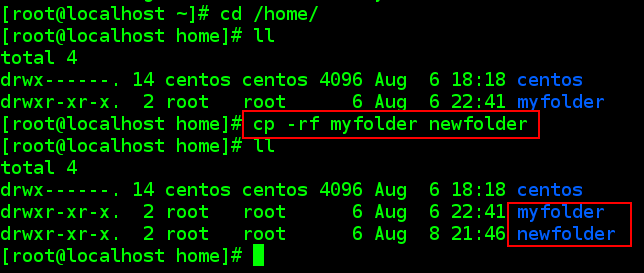 [root@localhost ~]# cd /home/
[root@localhost home]# ll
total 4
drwx------. 14 centos centos 4096 Aug  6 18:18 centos
drwxr-xr-x.  2 root   root      6 Aug  6 22:41 myfolder
[root@localhost home]# cp -rf myfolder newfolder
[root@localhost home]# ll
total 4
drwx------. 14 centos centos 4096 Aug  6 18:18 centos
drwxr-xr-x.  2 root   root      6 Aug  6 22:41 myfolder
drwxr-xr-x.  2 root   root      6 Aug  8 21:46 newfolder
[root@localhost home]#